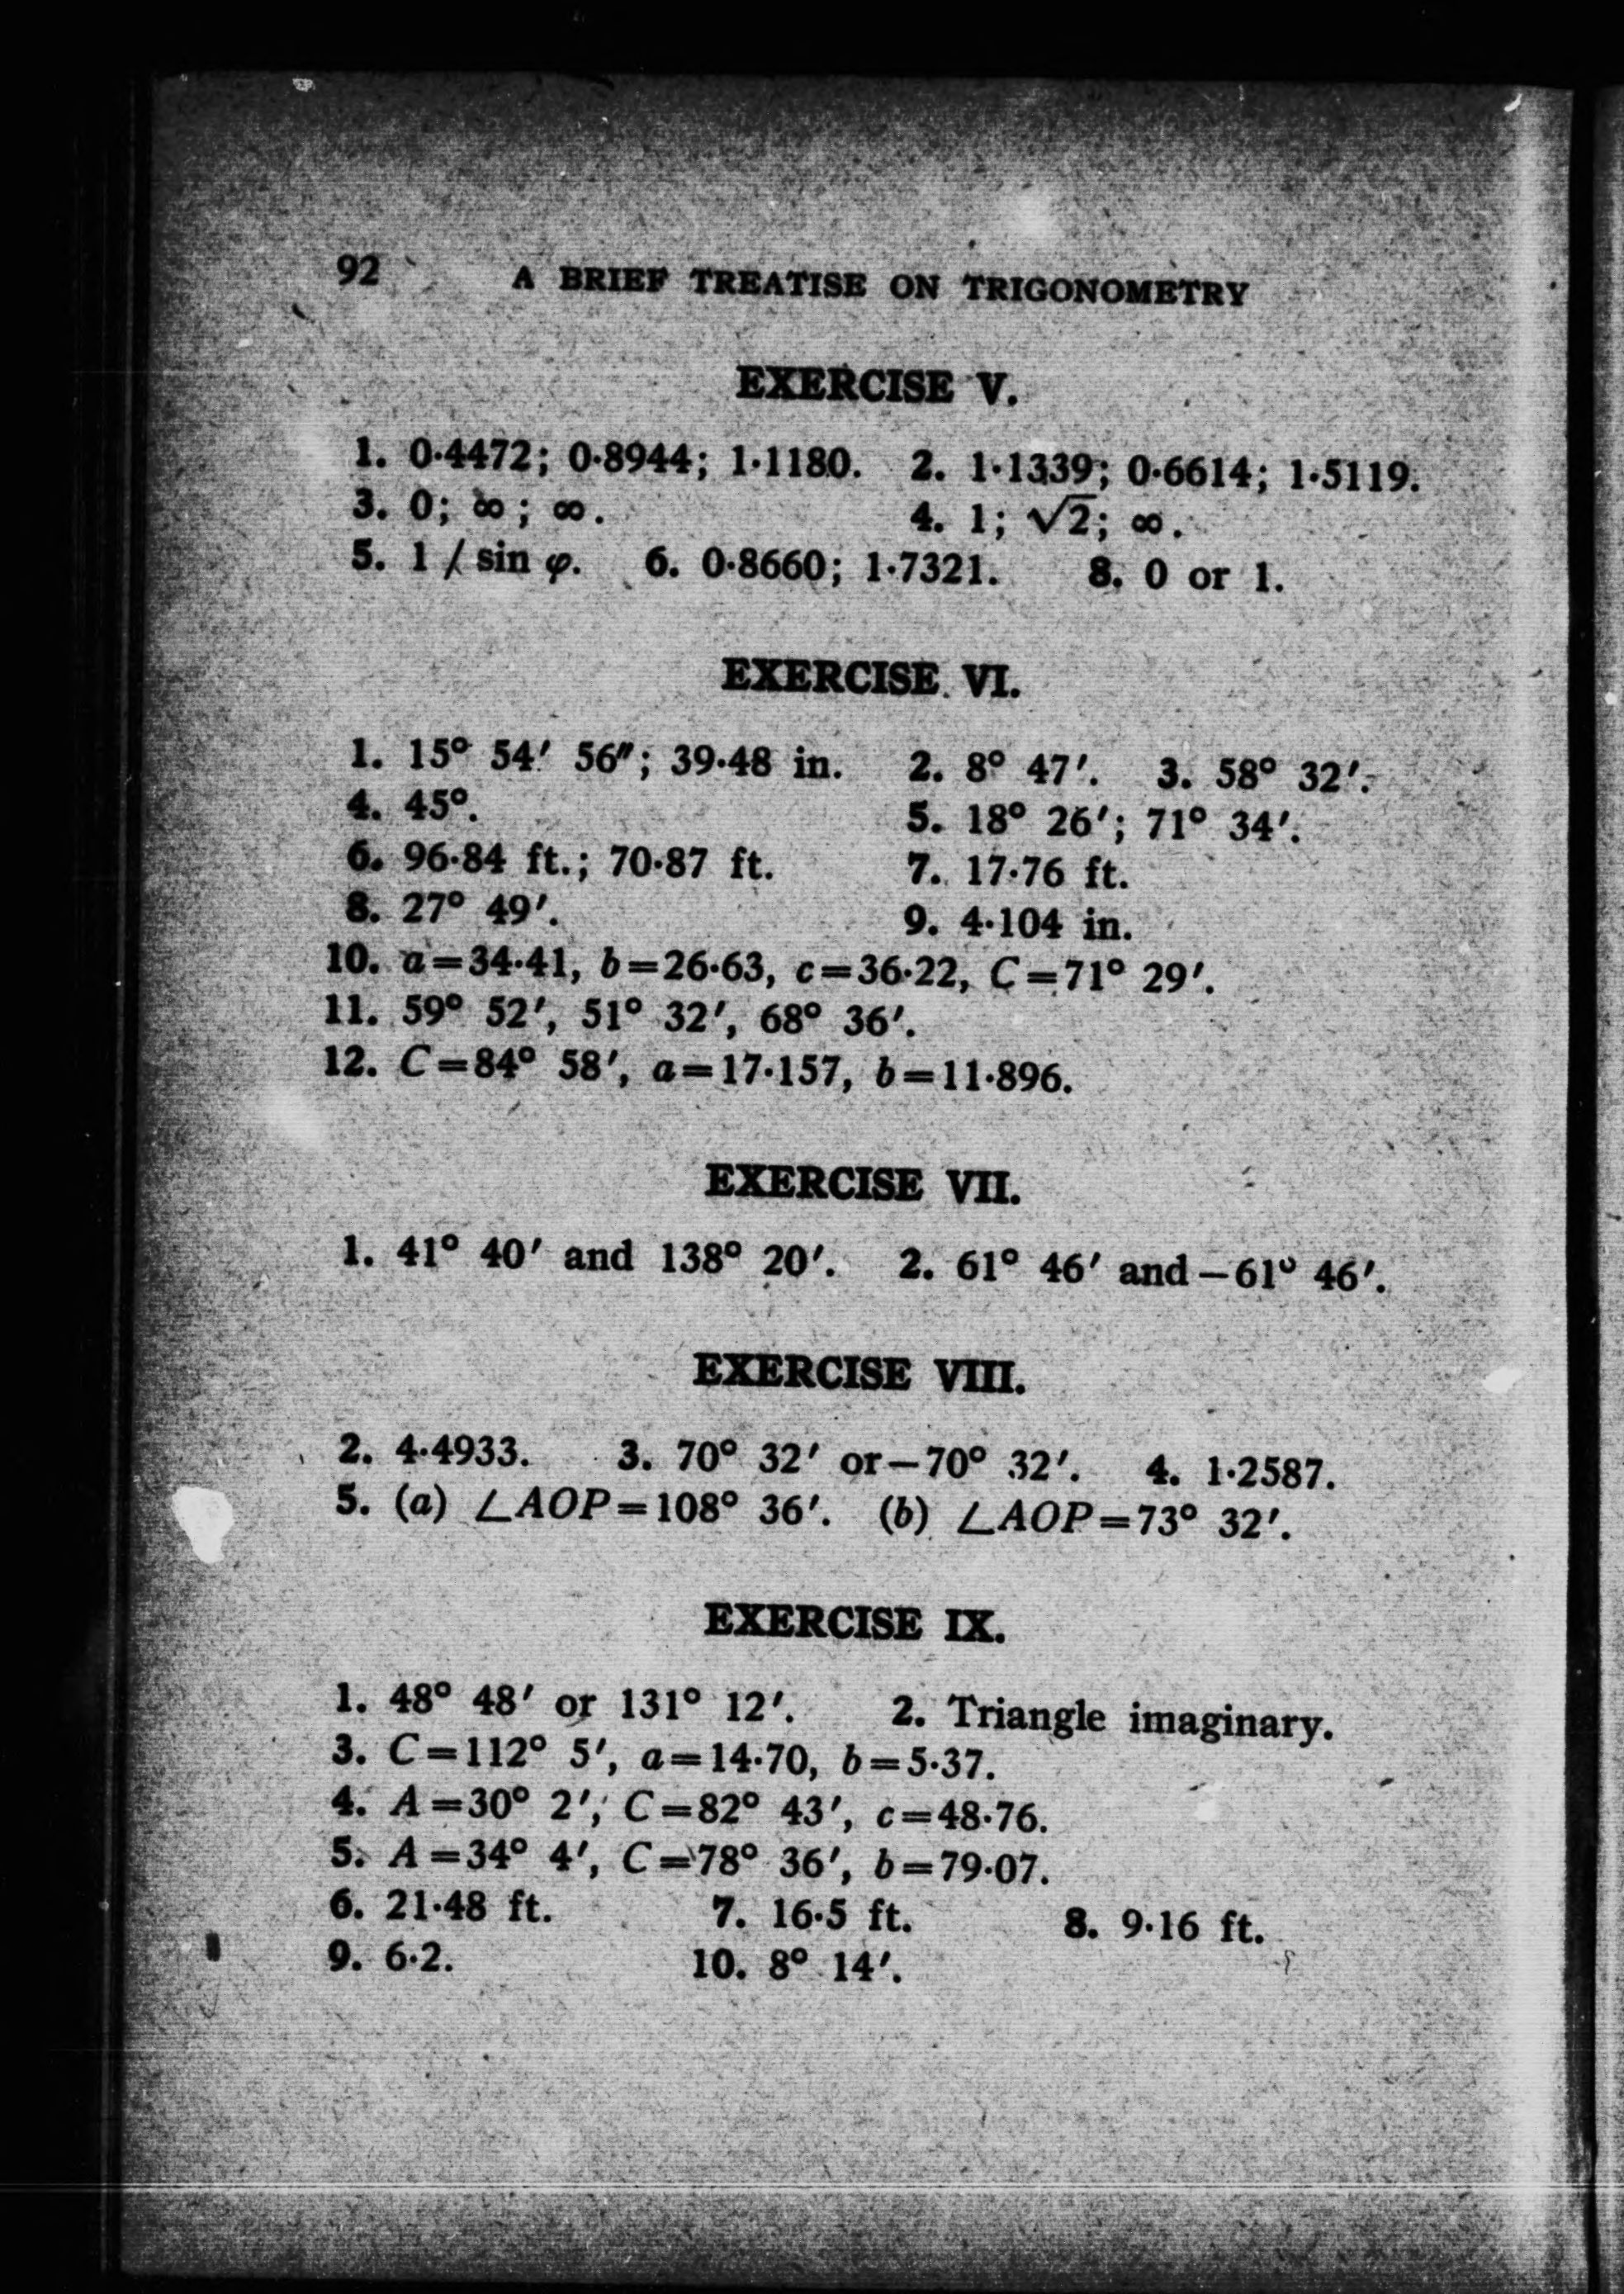 92 A BRIEF TREATISE ON TRIGONOMETRY
EXERCISE V.
1. 0·4472; 0·8944; 1·1180. 2. 1·1339; 0·6614; 1·5119.
3. 0; ∞; ∞. 4. 1; √2; ∞.
5. 1 / sin φ. 6. 0·8660; 1·7321. 8. 0 or 1.
EXERCISE VI.
1. 15° 54′ 56″; 39·48 in. 2. 8° 47′. 3. 58° 32′.
4. 45°. 5. 18° 26′; 71° 34′.
6. 96·84 ft.; 70·87 ft. 7. 17·76 ft.
8. 27° 49′. 9. 4·104 in.
10. a=34·41, b=26·63, c=36·22, C=71° 29′.
11. 59° 52′, 51° 32′, 68° 36′.
12. C=84° 58′, a=17·157, b=11·896.
EXERCISE VII.
1. 41° 40′ and 138° 20′. 2. 61° 46′ and −61° 46′.
EXERCISE VIII.
2. 4·4933. 3. 70° 32′ or −70° 32′. 4. 1·2587.
5. (a) ∠AOP=108° 36′. (b) ∠AOP=73° 32′.
EXERCISE IX.
1. 48° 48′ or 131° 12′. 2. Triangle imaginary.
3. C=112° 5′, a=14·70, b=5·37.
4. A=30° 2′, C=82° 43′, c=48·76.
5. A=34° 4′, C=78° 36′, b=79·07.
6. 21·48 ft. 7. 16·5 ft. 8. 9·16 ft.
9. 6·2. 10. 8° 14′.